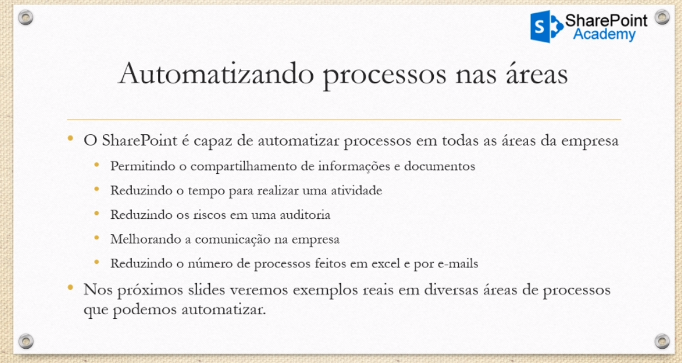 SharePoint
Academy
Automatizando processos nas áreas
O SharePoint é capaz de automatizar processos em todas as áreas da empresa
Permitindo o compartilhamento de informações e documentos
Reduzindo o tempo para realizar uma atividade
Reduzindo os riscos em uma auditoria
Melhorando a comunicação na empresa
Reduzindo o número de processos feitos em excel e por e-mails
Nos próximos slides veremos exemplos reais em diversas áreas de processos
que podemos automatizar.